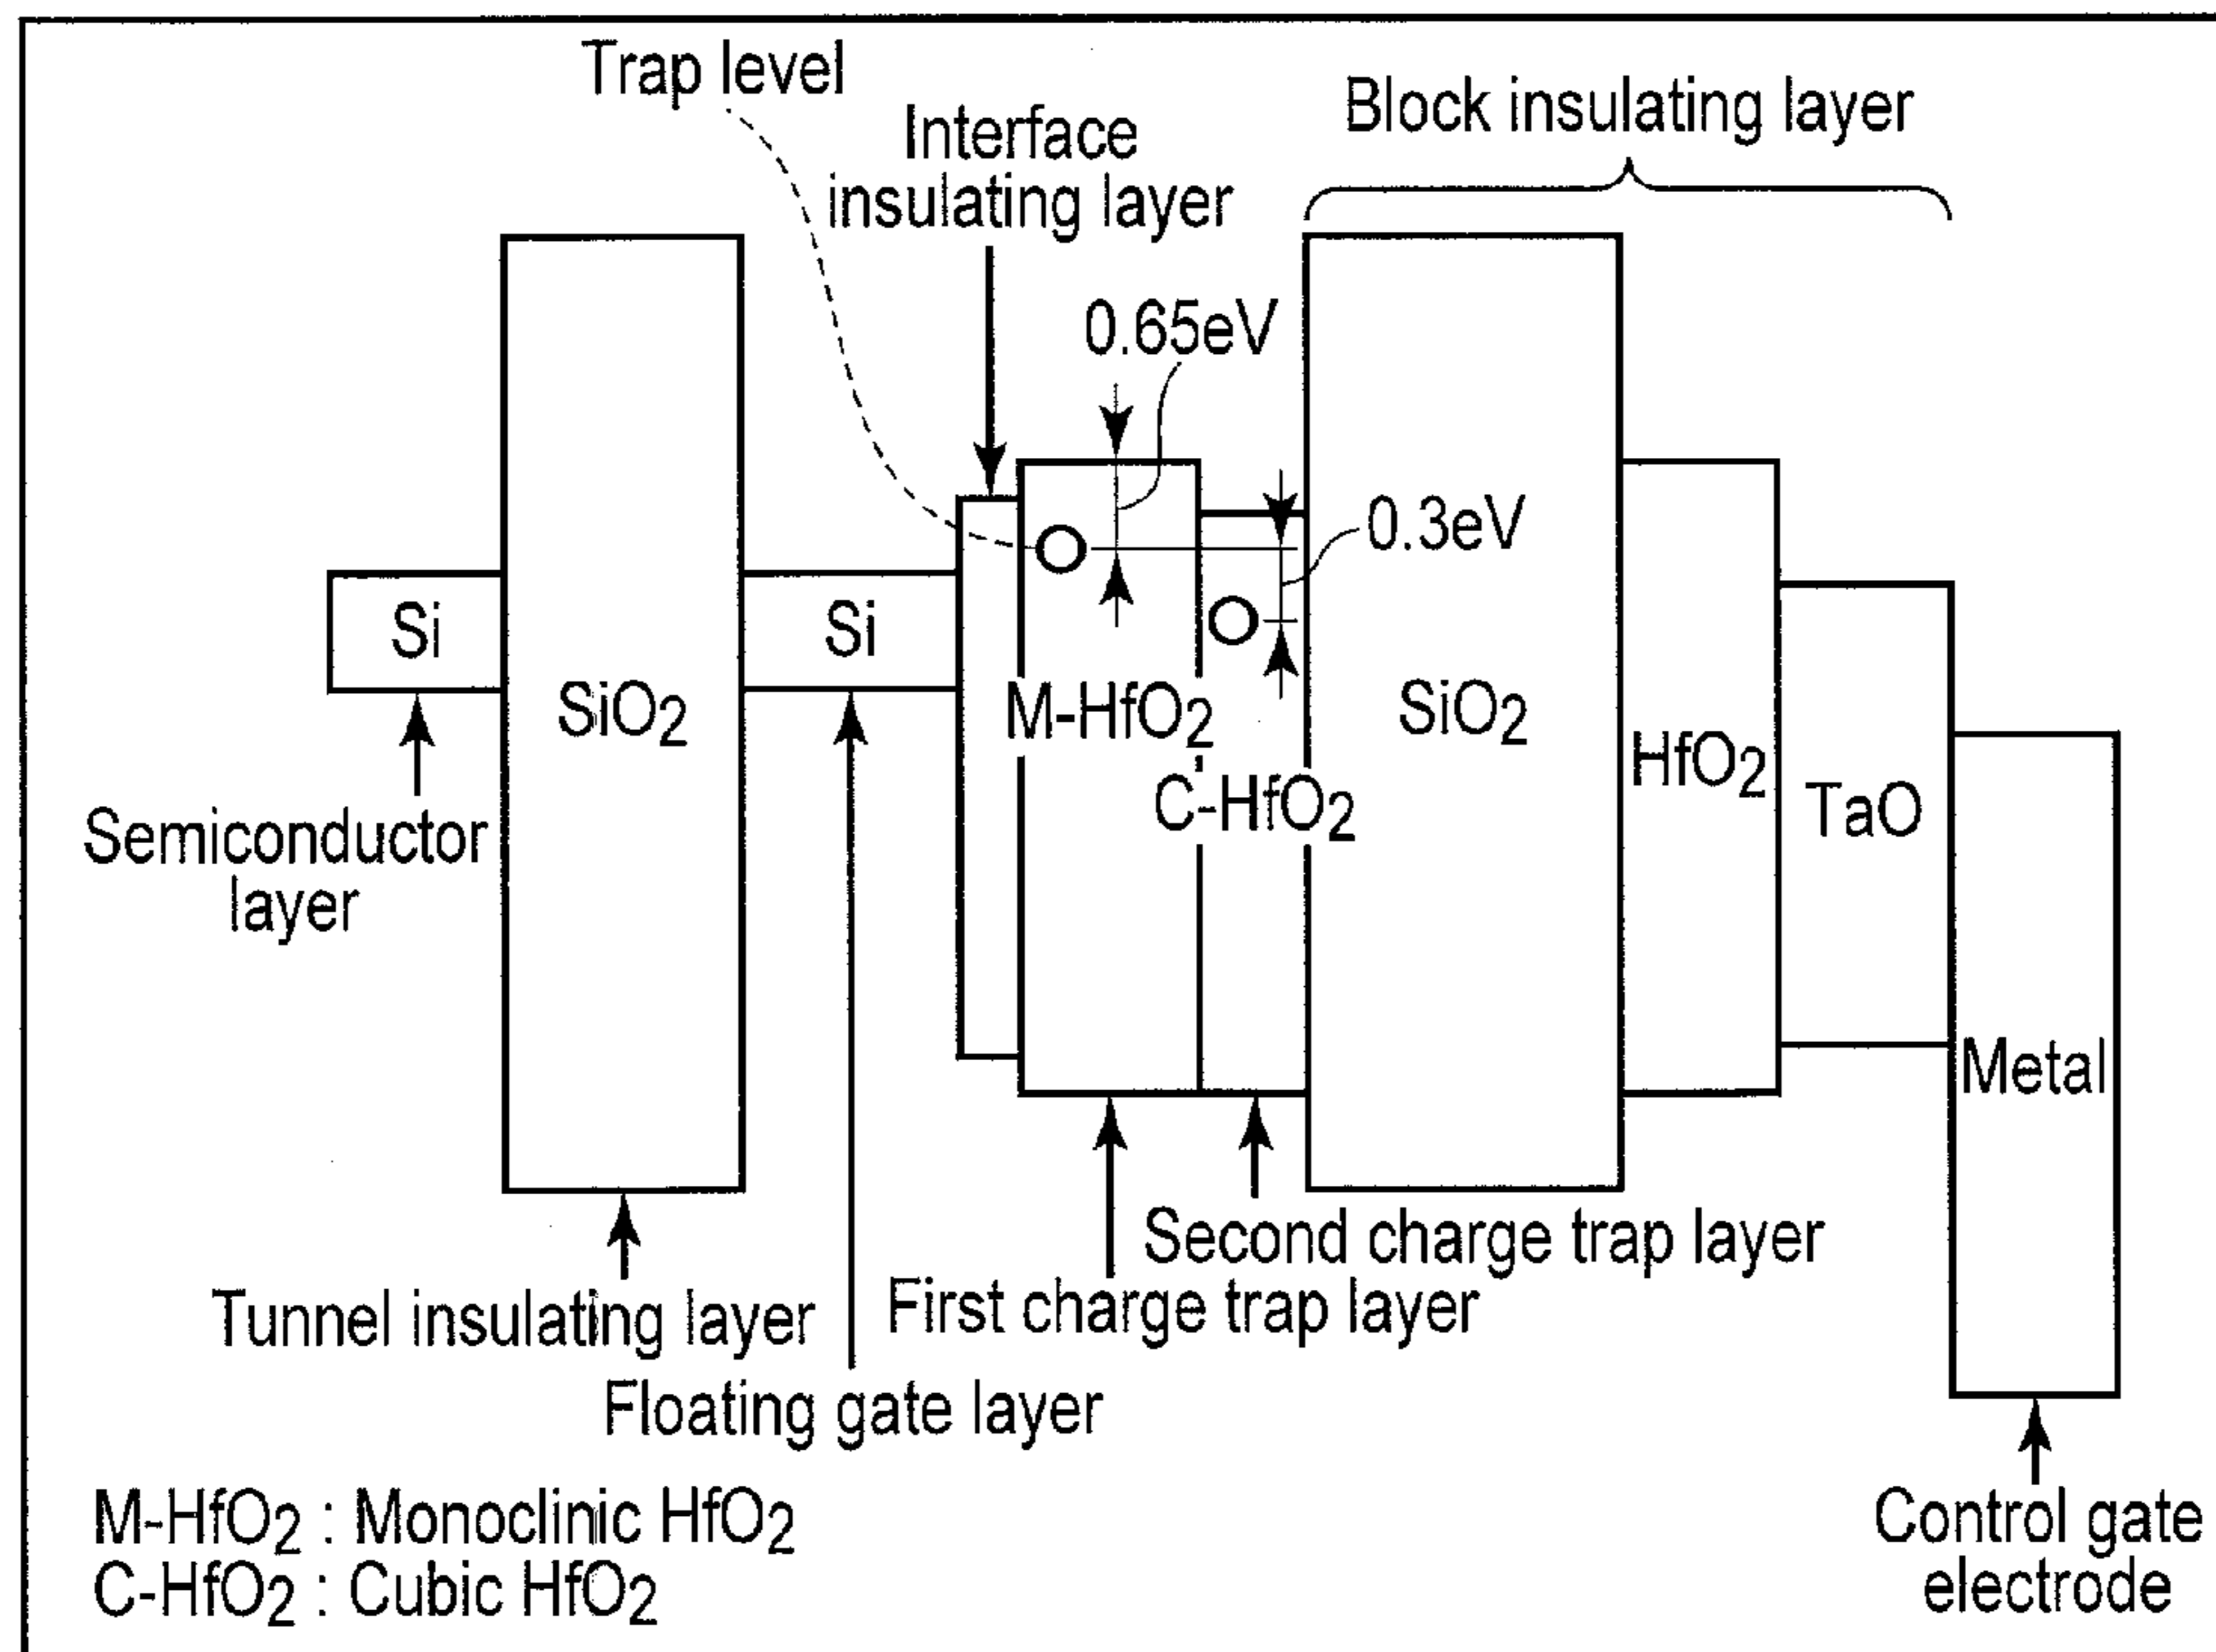 Trap level
Interface
insulating layer
Block insulating layer
0.65eV
0.3eV
Si
SiO2
Si
M-HfO2
C-HfO2
SiO2
HfO2
TaO
Metal
Semiconductor
layer
Tunnel insulating layer
Floating gate layer
First charge trap layer
Second charge trap layer
Control gate
electrode
M-HfO2 : Monoclinic HfO2
C-HfO2 : Cubic HfO2